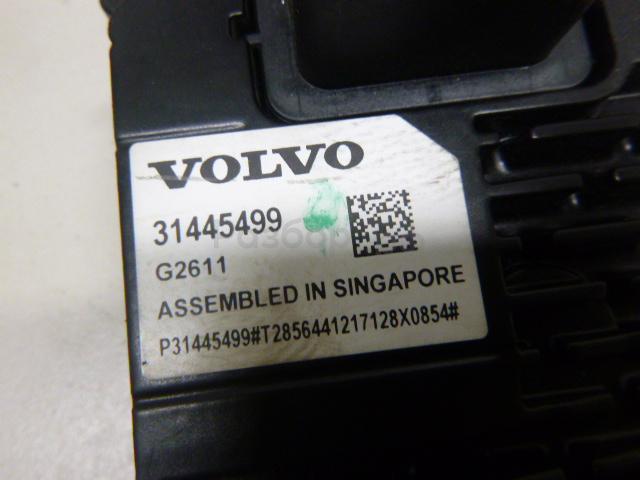 VOLVO
31445499
G2611
ASSEMBLED IN SINGAPORE
P31445499#T2856441217128X0854#